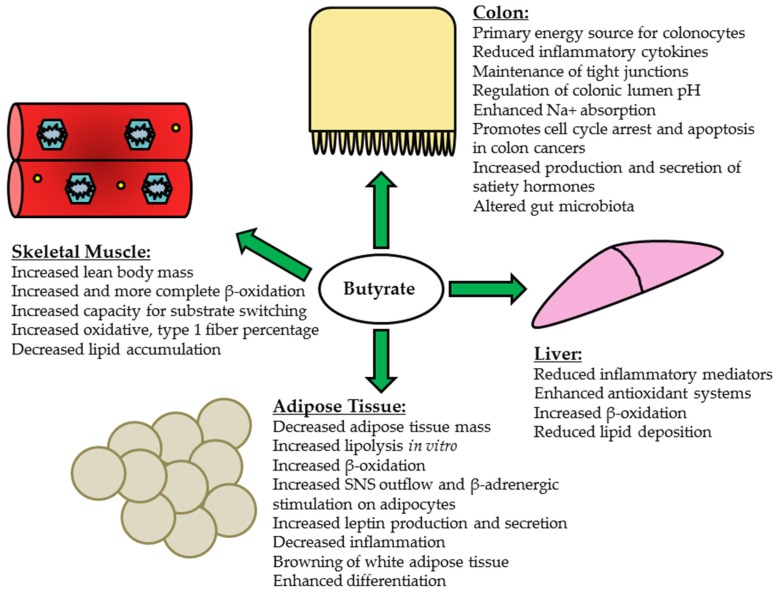 Colon:
Primary energy source for colonocytes
Reduced inflammatory cytokines
Maintenance of tight junctions
Regulation of colonic lumen pH
Enhanced Na+ absorption
Promotes cell cycle arrest and apoptosis
in colon cancers
Increased production and secretion of
satiety hormones
Altered gut microbiota
Skeletal Muscle:
Increased lean body mass
Increased and more complete β-oxidation
Increased capacity for substrate switching
Increased oxidative, type 1 fiber percentage
Decreased lipid accumulation
Butyrate
Liver:
Reduced inflammatory mediators
Enhanced antioxidant systems
Increased β-oxidation
Reduced lipid deposition
Adipose Tissue:
Decreased adipose tissue mass
Increased lipolysis in vitro
Increased β-oxidation
Increased SNS outflow and β-adrenergic
stimulation on adipocytes
Increased leptin production and secretion
Decreased inflammation
Browning of white adipose tissue
Enhanced differentiation